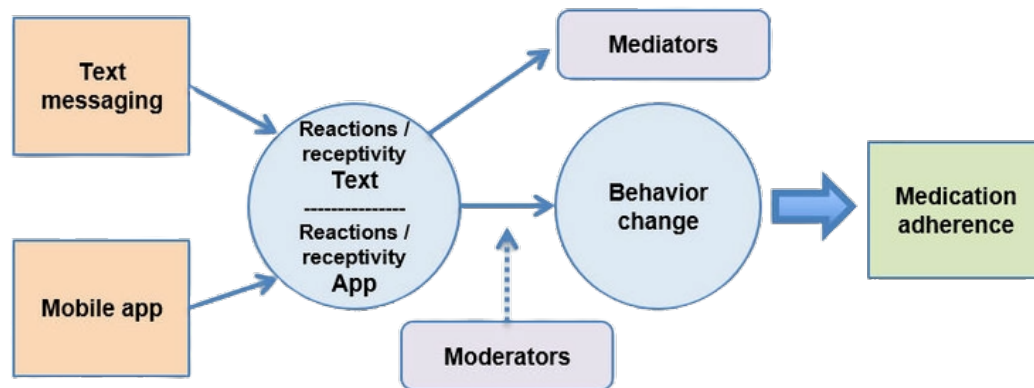 Text
messaging
Mobile app
Reactions /
receptivity
Text
---------------
Reactions /
receptivity
App
Mediators
Moderators
Behavior
change
Medication
adherence